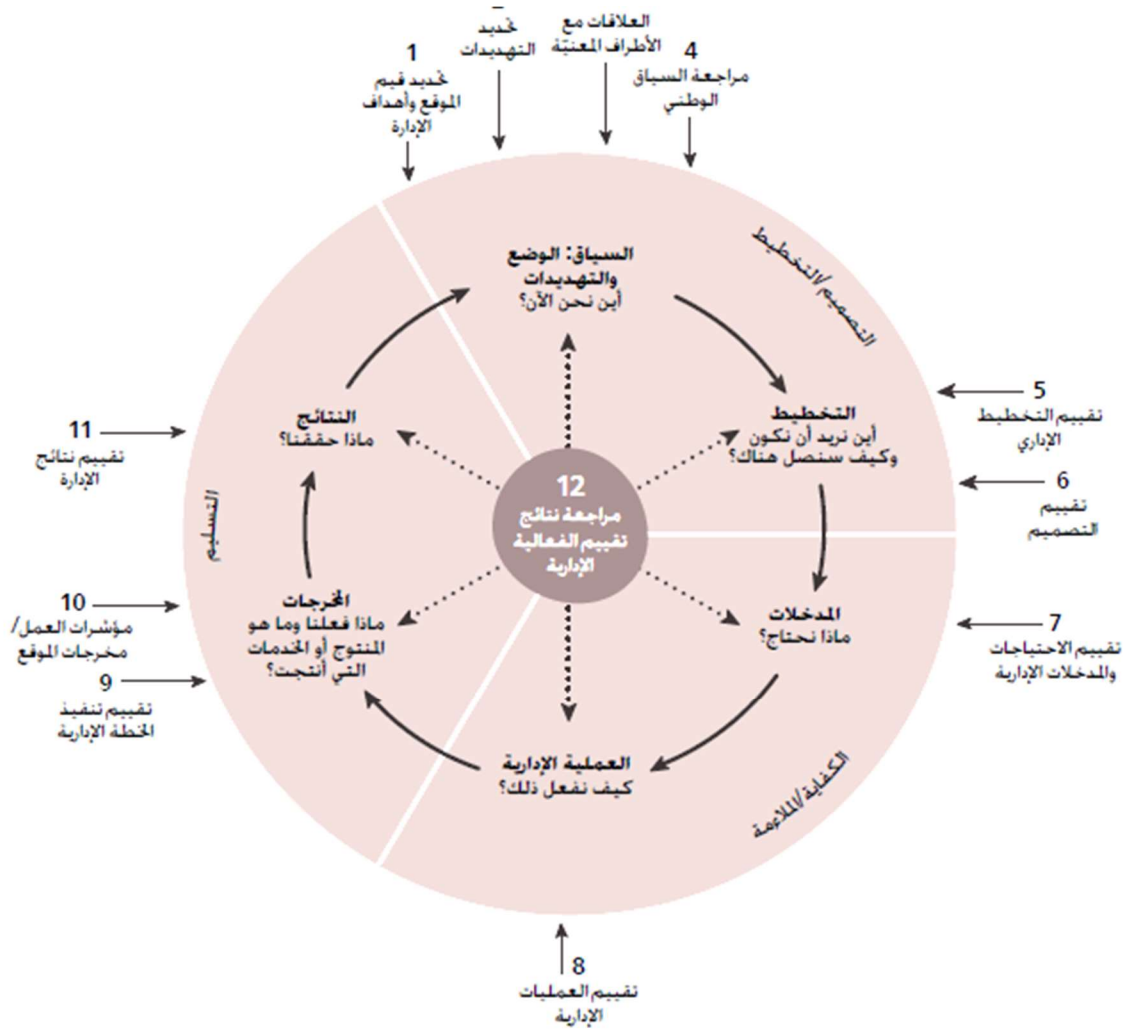 1
تحديد قيم
الموقع وأهداف
الإدارة
تحديد
التهديدات
العلاقات مع
الأطراف المعنيّة
4
مراجعة السياق
الوطني
التصميم/التخطيط
السياق: الوضع
والتهديدات
أين نحن الآن؟
5
تقييم التخطيط
الإداري
التخطيط
أين نريد أن نكون
وكيف سنصل هناك؟
6
تقييم
التصميم
النتائج
ماذا حققنا؟
11
تقييم نتائج
الإدارة
12
مراجعة نتائج
تقييم الفعالية
الإدارية
التسليم
المدخلات
ماذا نحتاج؟
7
تقييم الاحتياجات
والمدخلات الإدارية
المخرجات
ماذا فعلنا وما هو
المنتوج أو الخدمات
التي أنتجت؟
10
مؤشرات العمل/
مخرجات الموقع
9
تقييم تنفيذ
الخطة الإدارية
العملية الإدارية
كيف نفعل ذلك؟
الكفاية/الملاءمة
8
تقييم العمليات
الإدارية